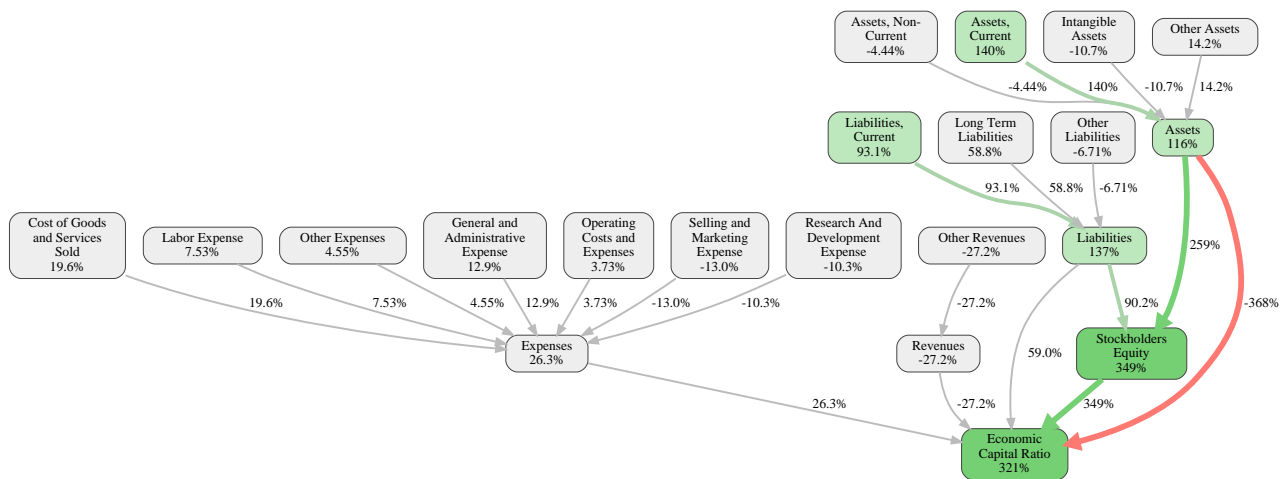 Assets, Non-
Current
-4.44%
Assets,
Current
140%
Intangible
Assets
-10.7%
Other Assets
14.2%
-4.44%
140%
-10.7%
14.2%
Liabilities,
Current
93.1%
Long Term
Liabilities
58.8%
Other
Liabilities
-6.71%
Assets
116%
93.1%
58.8%
-6.71%
Cost of Goods
and Services
Sold
19.6%
Labor Expense
7.53%
Other Expenses
4.55%
General and
Administrative
Expense
12.9%
Operating
Costs and
Expenses
3.73%
Selling and
Marketing
Expense
-13.0%
Research And
Development
Expense
-10.3%
Other Revenues
-27.2%
Liabilities
137%
259%
19.6%
7.53%
4.55%
12.9%
3.73%
-13.0%
-10.3%
-27.2%
90.2%
-368%
Expenses
26.3%
Revenues
-27.2%
59.0%
Stockholders
Equity
349%
26.3%
-27.2%
349%
Economic
Capital Ratio
321%